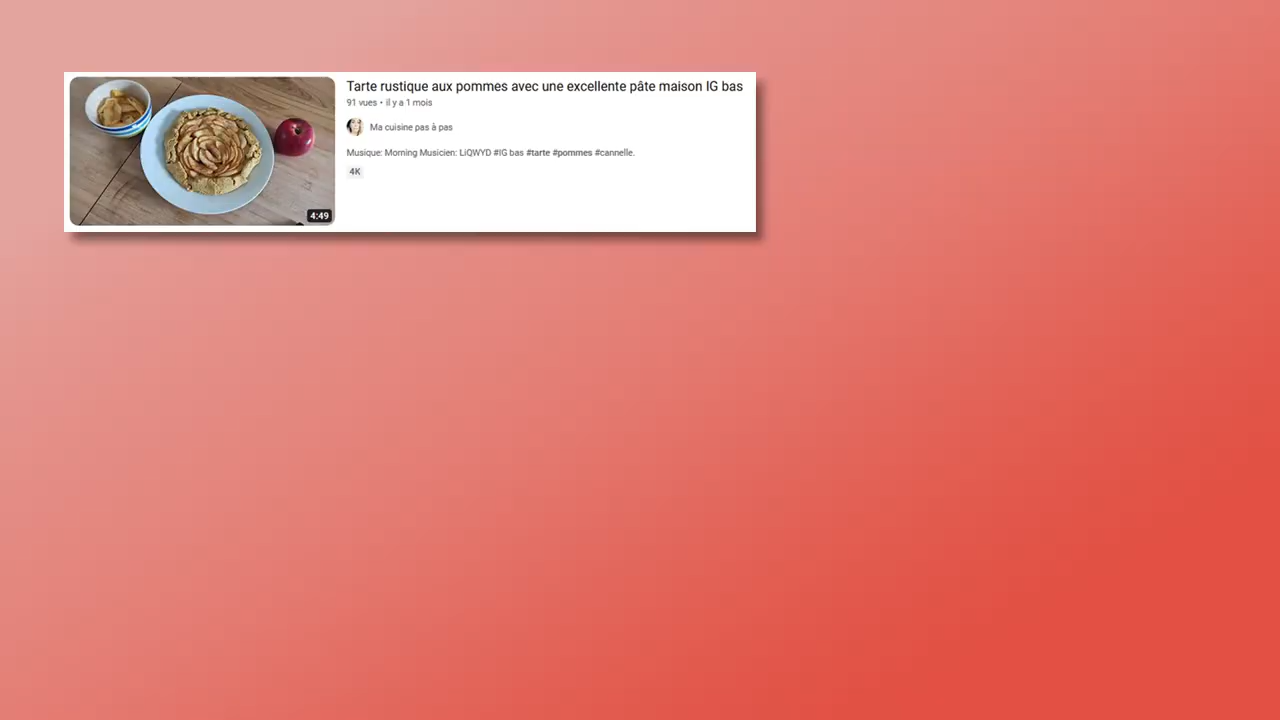 Tarte rustique aux pommes avec une excellente pâte maison IG bas
91 vues • il y a 1 mois
Ma cuisine pas à pas
Musique: Morning Musicien: LiQWYD #IG bas #tarte #pommes #cannelle.
4K
4:49